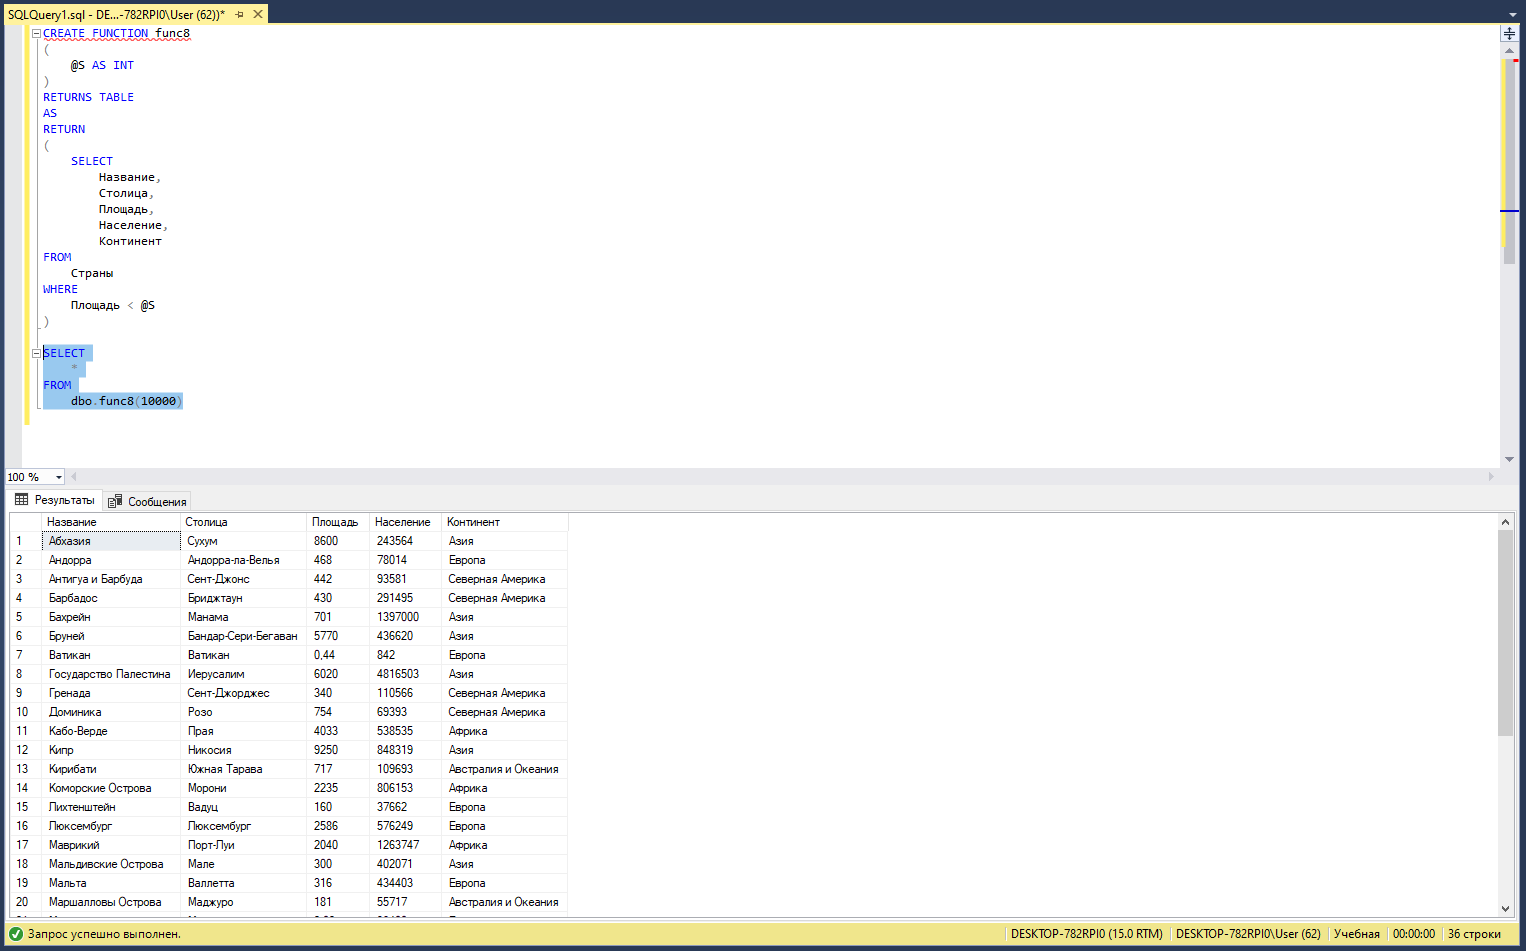 SQLQuery1.sql - DE...-782RPI0\User (62))*
CREATE FUNCTION func8
(
@S AS INT
)
RETURNS TABLE
AS
RETURN
(
SELECT
Название,
Столица,
Площадь,
Население,
Континент
FROM
Страны
WHERE
Площадь < @S
)
SELECT
*
FROM
dbo.func8(10000)
100 %
Результаты Сообщения
Название Столица Площадь Население Континент
1 Абхазия Сухум 8600 243564 Азия
2 Андорра Андорра-ла-Велья 468 78014 Европа
3 Антигуа и Барбуда Сент-Джонс 442 93581 Северная Америка
4 Барбадос Бриджтаун 430 291495 Северная Америка
5 Бахрейн Манама 701 1397000 Азия
6 Бруней Бандар-Сери-Бегаван 5770 436620 Азия
7 Ватикан Ватикан 0,44 842 Европа
8 Государство Палестина Иерусалим 6020 4816503 Азия
9 Гренада Сент-Джорджес 340 110566 Северная Америка
10 Доминика Розо 754 69393 Северная Америка
11 Кабо-Верде Прая 4033 538535 Африка
12 Кипр Никосия 9250 848319 Азия
13 Кирибати Южная Тарава 717 109693 Австралия и Океания
14 Коморские Острова Морони 2235 806153 Африка
15 Лихтенштейн Вадуц 160 37662 Европа
16 Люксембург Люксембург 2586 576249 Европа
17 Маврикий Порт-Луи 2040 1263747 Африка
18 Мальдивские Острова Мале 300 402071 Азия
19 Мальта Валлетта 316 434403 Европа
20 Маршалловы Острова Маджуро 181 55717 Австралия и Океания
Запрос успешно выполнен. DESKTOP-782RPI0 (15.0 RTM) DESKTOP-782RPI0\User (62) Учебная 00:00:00 36 строки